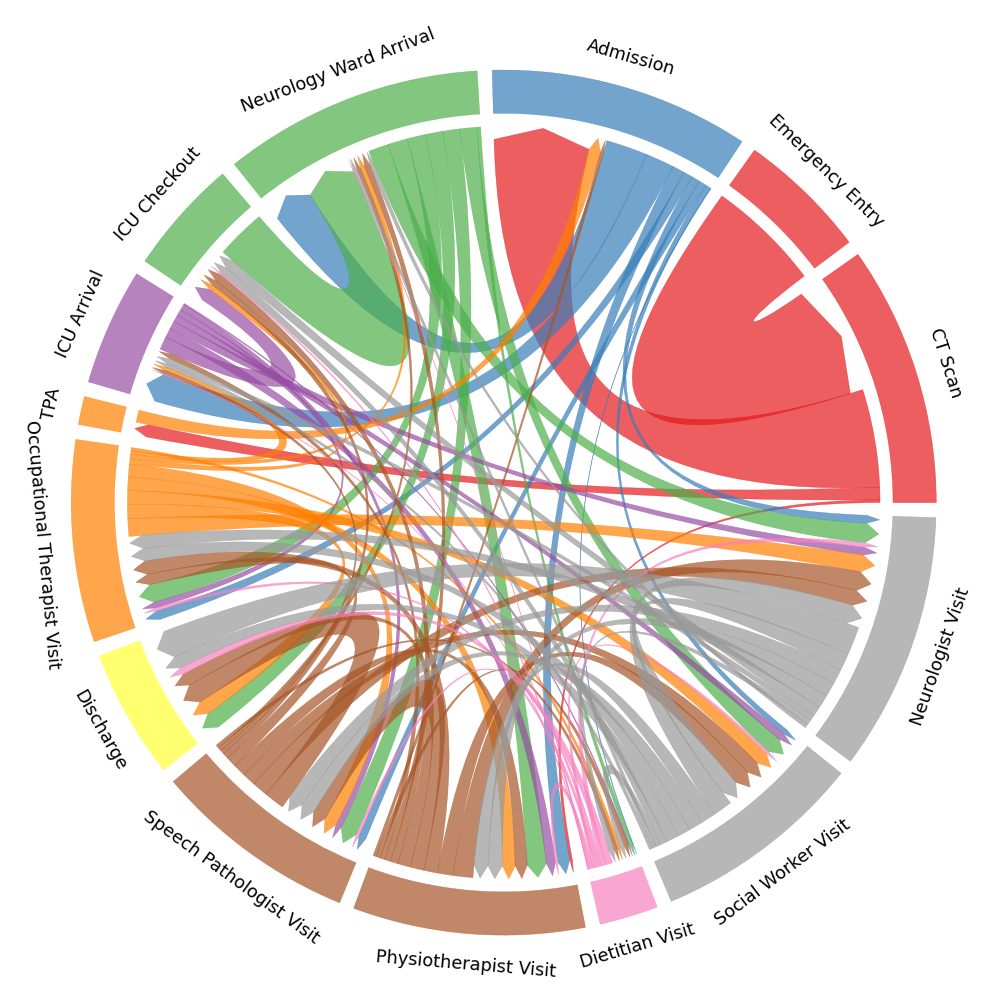 Admission
Emergency Entry
CT Scan
Neurologist Visit
Social Worker Visit
Dietitian Visit
Physiotherapist Visit
Speech Pathologist Visit
Discharge
Occupational Therapist Visit
TPA
ICU Arrival
ICU Checkout
Neurology Ward Arrival